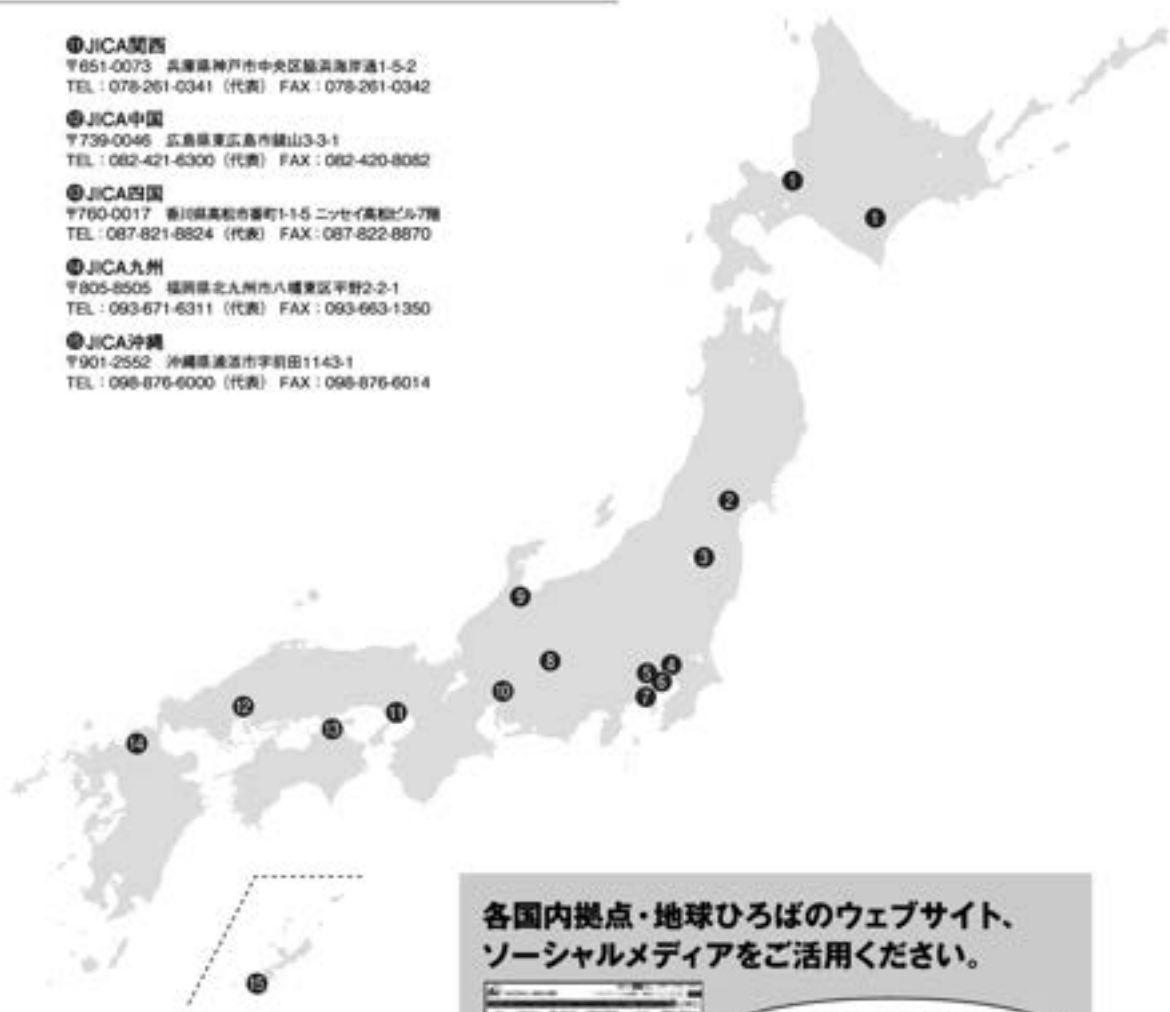 ⓫JICA関西
〒651-0073 兵庫県神戸市中央区脇浜海岸通1-5-2
TEL：078-261-0341（代表） FAX：078-261-0342
⓬JICA中国
〒739-0046 広島県東広島市鏡山3-3-1
TEL：082-421-6300（代表） FAX：082-420-8082
⓭JICA四国
〒760-0017 香川県高松市番町1-1-5 ニッセイ高松ビル7階
TEL：087-821-8824（代表） FAX：087-822-8870
⓮JICA九州
〒805-8505 福岡県北九州市八幡東区平野2-2-1
TEL：093-671-6311（代表） FAX：093-663-1350
⓯JICA沖縄
〒901-2552 沖縄県浦添市字前田1143-1
TEL：098-876-6000（代表） FAX：098-876-6014
❶
❶
❷
❸
❾
❽
❹
❺
❻
❼
❿
⓫
⓬
⓭
⓮
⓯
各国内拠点・地球ひろばのウェブサイト、
ソーシャルメディアをご活用ください。